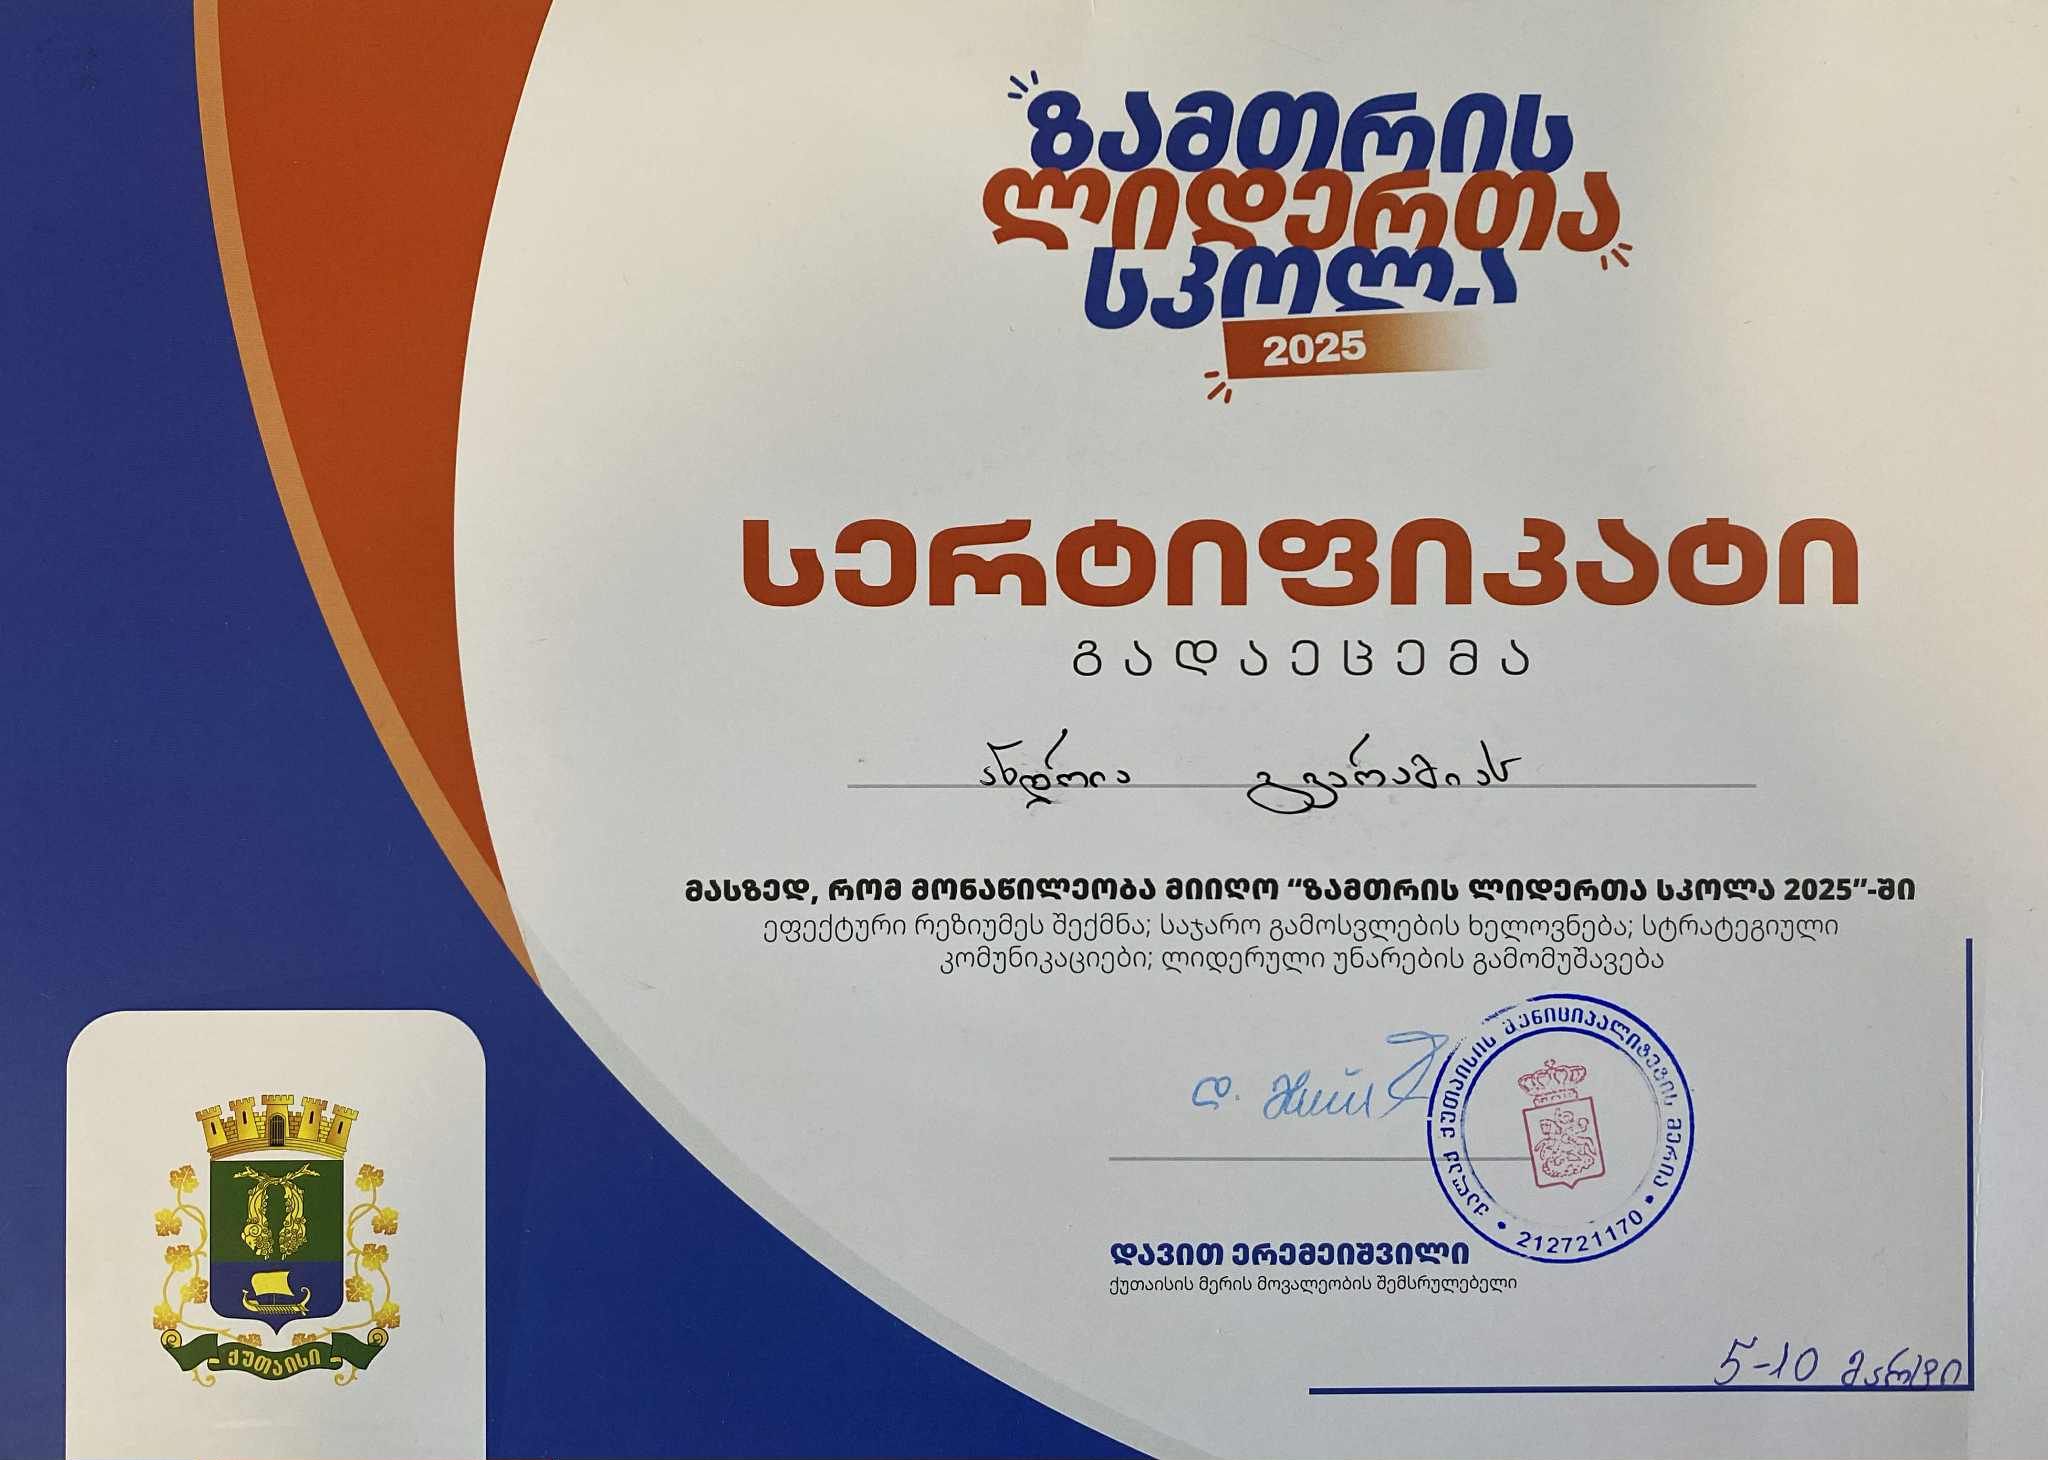 ზამთრის
ლიდერთა
სკოლა
2025
სერტიფიკატი
გადაეცემა
ანდრია გვარამიას
მასზედ, რომ მონაწილეობა მიიღო “ზამთრის ლიდერთა სკოლა 2025”-ში
ეფექტური რეზიუმეს შექმნა; საჯარო გამოსვლების ხელოვნება; სტრატეგიული
კომუნიკაციები; ლიდერული უნარების გამომუშავება
ქალაქ ქუთაისის მუნიციპალიტეტის მერია • 212721170 •
დავით ერემეიშვილი
ქუთაისის მერის მოვალეობის შემსრულებელი
ქუთაისი
5-10 მარტი